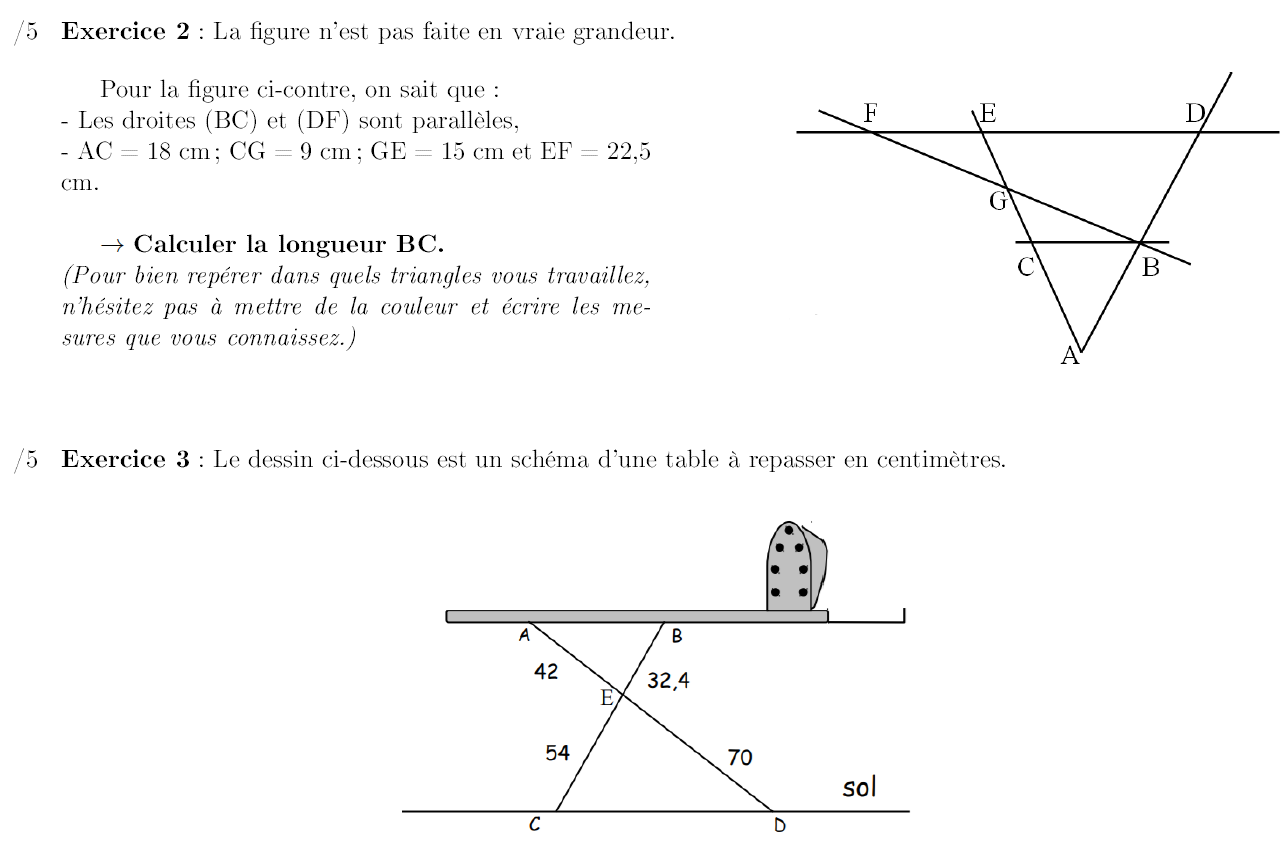 /5 Exercice 2 : La figure n'est pas faite en vraie grandeur.
Pour la figure ci-contre, on sait que :
- Les droites (BC) et (DF) sont parallèles,
- AC = 18 cm ; CG = 9 cm ; GE = 15 cm et EF = 22,5
cm.
→ Calculer la longueur BC.
(Pour bien repérer dans quels triangles vous travaillez,
n'hésitez pas à mettre de la couleur et écrire les me-
sures que vous connaissez.)
F E D
G
C B
A
/5 Exercice 3 : Le dessin ci-dessous est un schéma d'une table à repasser en centimètres.
A B
42 32,4
E
54 70
sol
C D